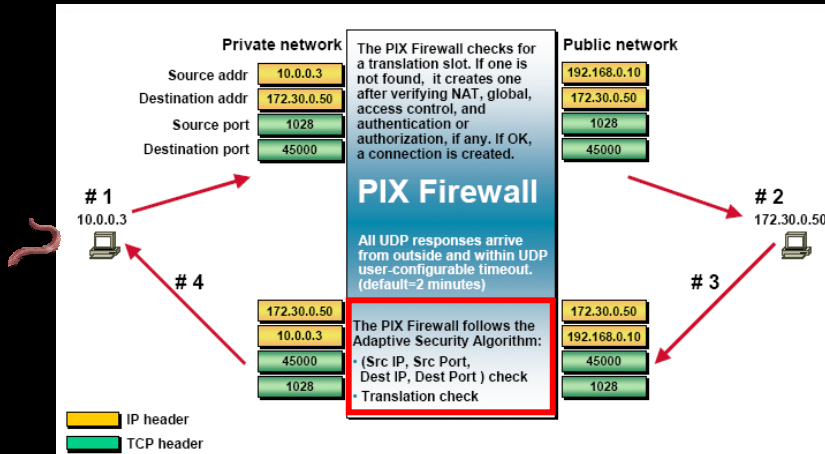 Private network
Source addr
10.0.0.3
Destination addr
172.30.0.50
Source port
1028
Destination port
45000
The PIX Firewall checks for
a translation slot. If one is
not found, it creates one
after verifying NAT, global,
access control, and
authentication or
authorization, if any. If OK,
a connection is created.
PIX Firewall
All UDP responses arrive
from outside and within UDP
user-configurable timeout.
(default=2 minutes)
Public network
192.168.0.10
172.30.0.50
1028
45000
# 1
10.0.0.3
# 2
172.30.0.50
# 3
# 4
172.30.0.50
10.0.0.3
45000
1028
The PIX Firewall follows the
Adaptive Security Algorithm:
• (Src IP, Src Port,
Dest IP, Dest Port ) check
• Translation check
172.30.0.50
192.168.0.10
45000
1028
IP header
TCP header